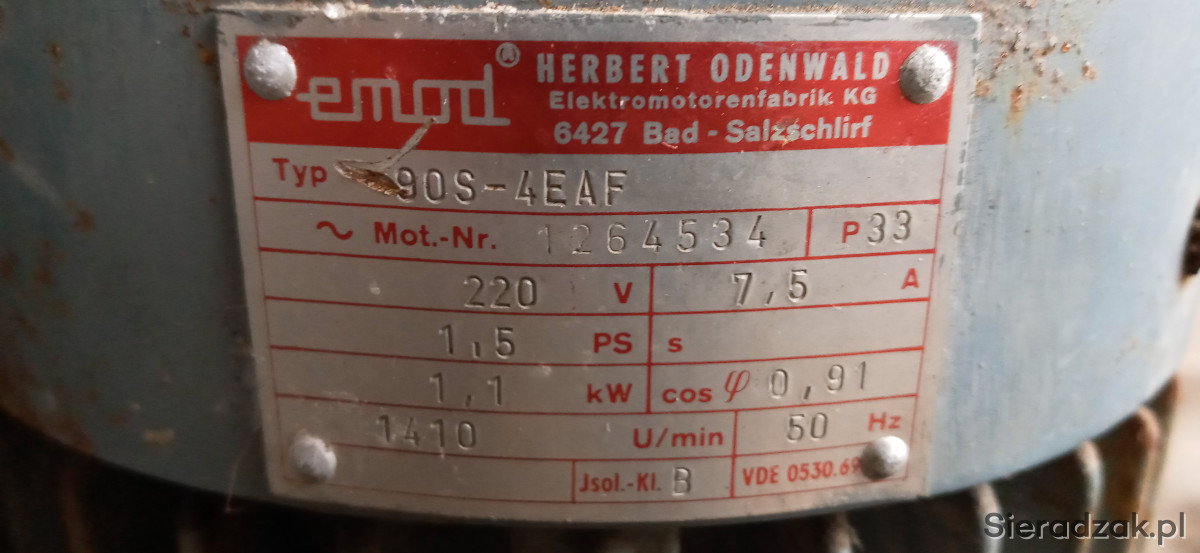 emod® HERBERT ODENWALD
Elektromotorenfabrik KG
6427 Bad - Salzschlirf
Typ 90S-4EAF
~ Mot.-Nr. 1264534 P33
220 V 7,5 A
1,5 PS s
1,1 kW cos φ 0,91
1410 U/min 50 Hz
Jsol.-Kl. B VDE 0530.69
Sieradzak.pl